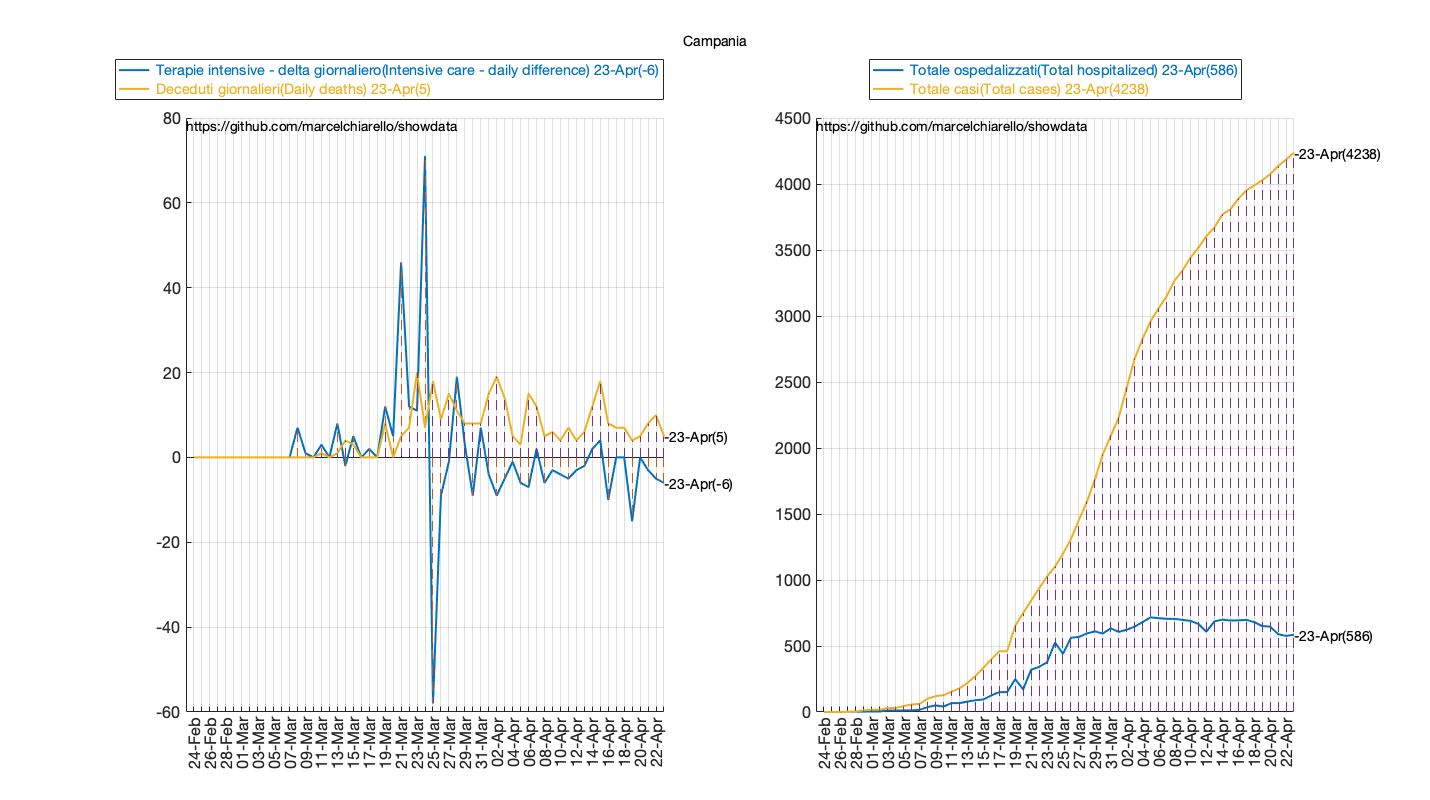 Campania
Terapie intensive - delta giornaliero(Intensive care - daily difference) 23-Apr(-6)
Deceduti giornalieri(Daily deaths) 23-Apr(5)
https://github.com/marcelchiarello/showdata
80
60
40
20
0
-20
-40
-60
-23-Apr(5)
-23-Apr(-6)
24-Feb
26-Feb
28-Feb
01-Mar
03-Mar
05-Mar
07-Mar
09-Mar
11-Mar
13-Mar
15-Mar
17-Mar
19-Mar
21-Mar
23-Mar
25-Mar
27-Mar
29-Mar
31-Mar
02-Apr
04-Apr
06-Apr
08-Apr
10-Apr
12-Apr
14-Apr
16-Apr
18-Apr
20-Apr
22-Apr
Totale ospedalizzati(Total hospitalized) 23-Apr(586)
Totale casi(Total cases) 23-Apr(4238)
https://github.com/marcelchiarello/showdata
4500
4000
3500
3000
2500
2000
1500
1000
500
0
-23-Apr(4238)
-23-Apr(586)
24-Feb
26-Feb
28-Feb
01-Mar
03-Mar
05-Mar
07-Mar
09-Mar
11-Mar
13-Mar
15-Mar
17-Mar
19-Mar
21-Mar
23-Mar
25-Mar
27-Mar
29-Mar
31-Mar
02-Apr
04-Apr
06-Apr
08-Apr
10-Apr
12-Apr
14-Apr
16-Apr
18-Apr
20-Apr
22-Apr